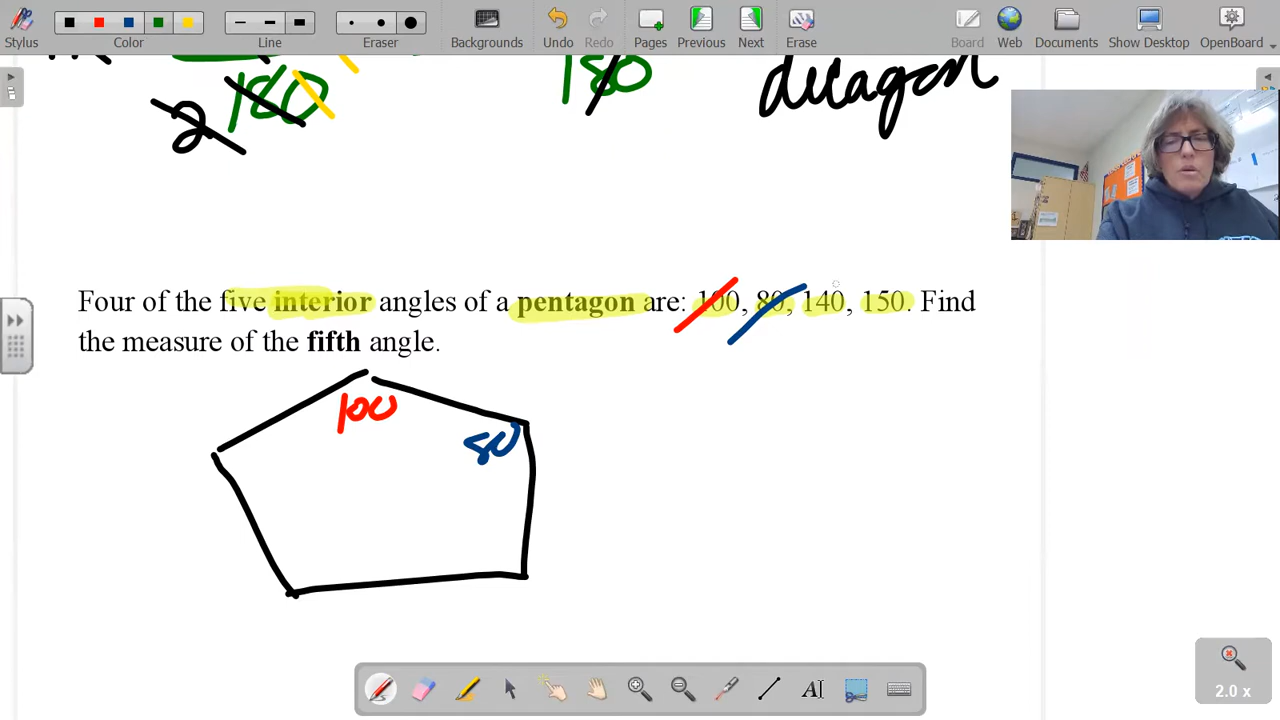 Stylus Color Line Eraser Backgrounds Undo Redo Pages Previous Next Erase Board Web Documents Show Desktop OpenBoard
180 180 decagon
2
Four of the five interior angles of a pentagon are: 100, 80, 140, 150. Find
the measure of the fifth angle.
100
80
2.0 x